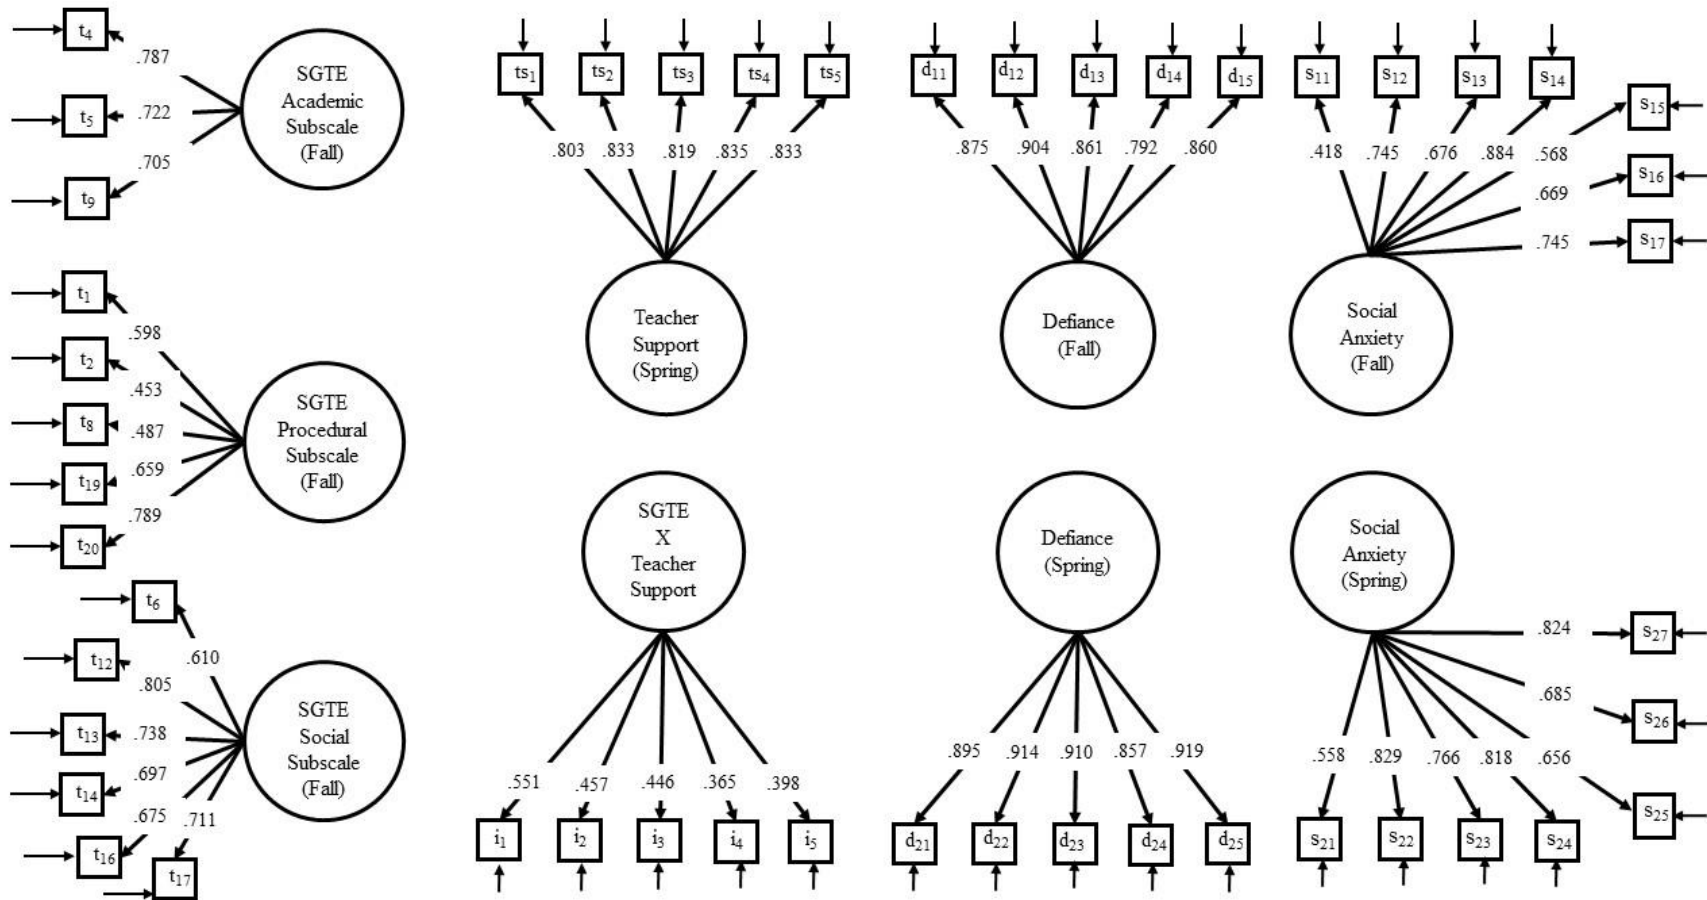 t4
.787
SGTE
Academic
Subscale
(Fall)
t5
.722
.705
t9
t1
.598
t2
.453
SGTE
Procedural
Subscale
(Fall)
t8
.487
t19
.659
.789
t20
t6
.610
t12
.805
SGTE
Social
Subscale
(Fall)
t13
.738
.697
t14
.675
.711
t16
t17
ts1 ts2 ts3 ts4 ts5
.803 .833 .819 .835 .833
Teacher
Support
(Spring)
SGTE
X
Teacher
Support
.551 .457 .446 .365 .398
i1 i2 i3 i4 i5
d11 d12 d13 d14 d15
.875 .904 .861 .792 .860
Defiance
(Fall)
Defiance
(Spring)
.895 .914 .910 .857 .919
d21 d22 d23 d24 d25
s11 s12 s13 s14
s15
.418 .745 .676 .884 .568
.669 s16
.745 s17
Social
Anxiety
(Fall)
Social
Anxiety
(Spring)
.824 s27
.685
s26
.558 .829 .766 .818 .656
s25
s21 s22 s23 s24